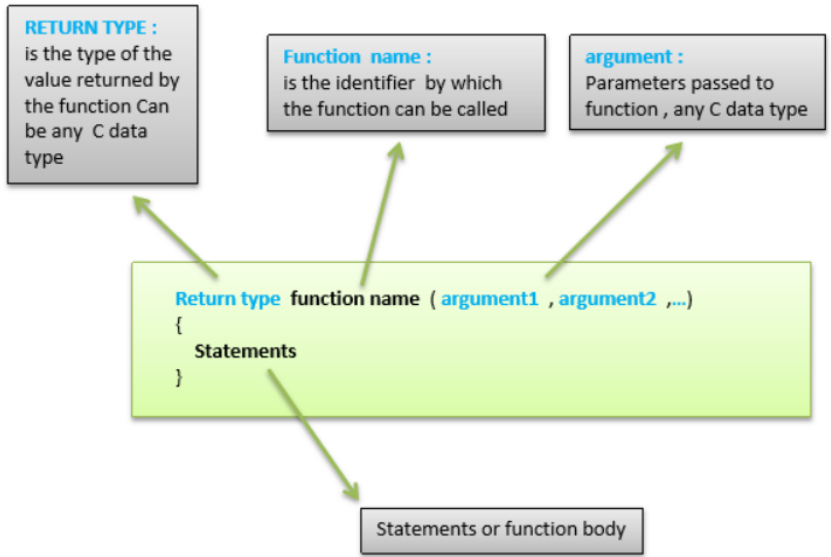 RETURN TYPE :
is the type of the
value returned by
the function Can
be any  C data
type
Function  name :
is the identifier  by which
the function can be called
argument :
Parameters passed to
function , any C data type
Return type  function name  ( argument1  , argument2  ,...)
{
Statements
}
Statements or function body